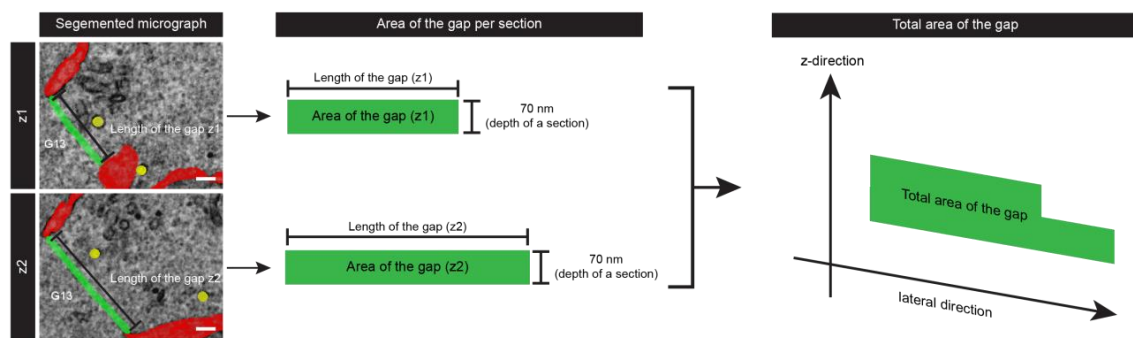 Segemented micrograph
Area of the gap per section
Total area of the gap
z1
Length of the gap z1
G13
Length of the gap (z1)
Area of the gap (z1)
70 nm
(depth of a section)
z2
Length of the gap z2
G13
Length of the gap (z2)
Area of the gap (z2)
70 nm
(depth of a section)
z-direction
Total area of the gap
lateral direction